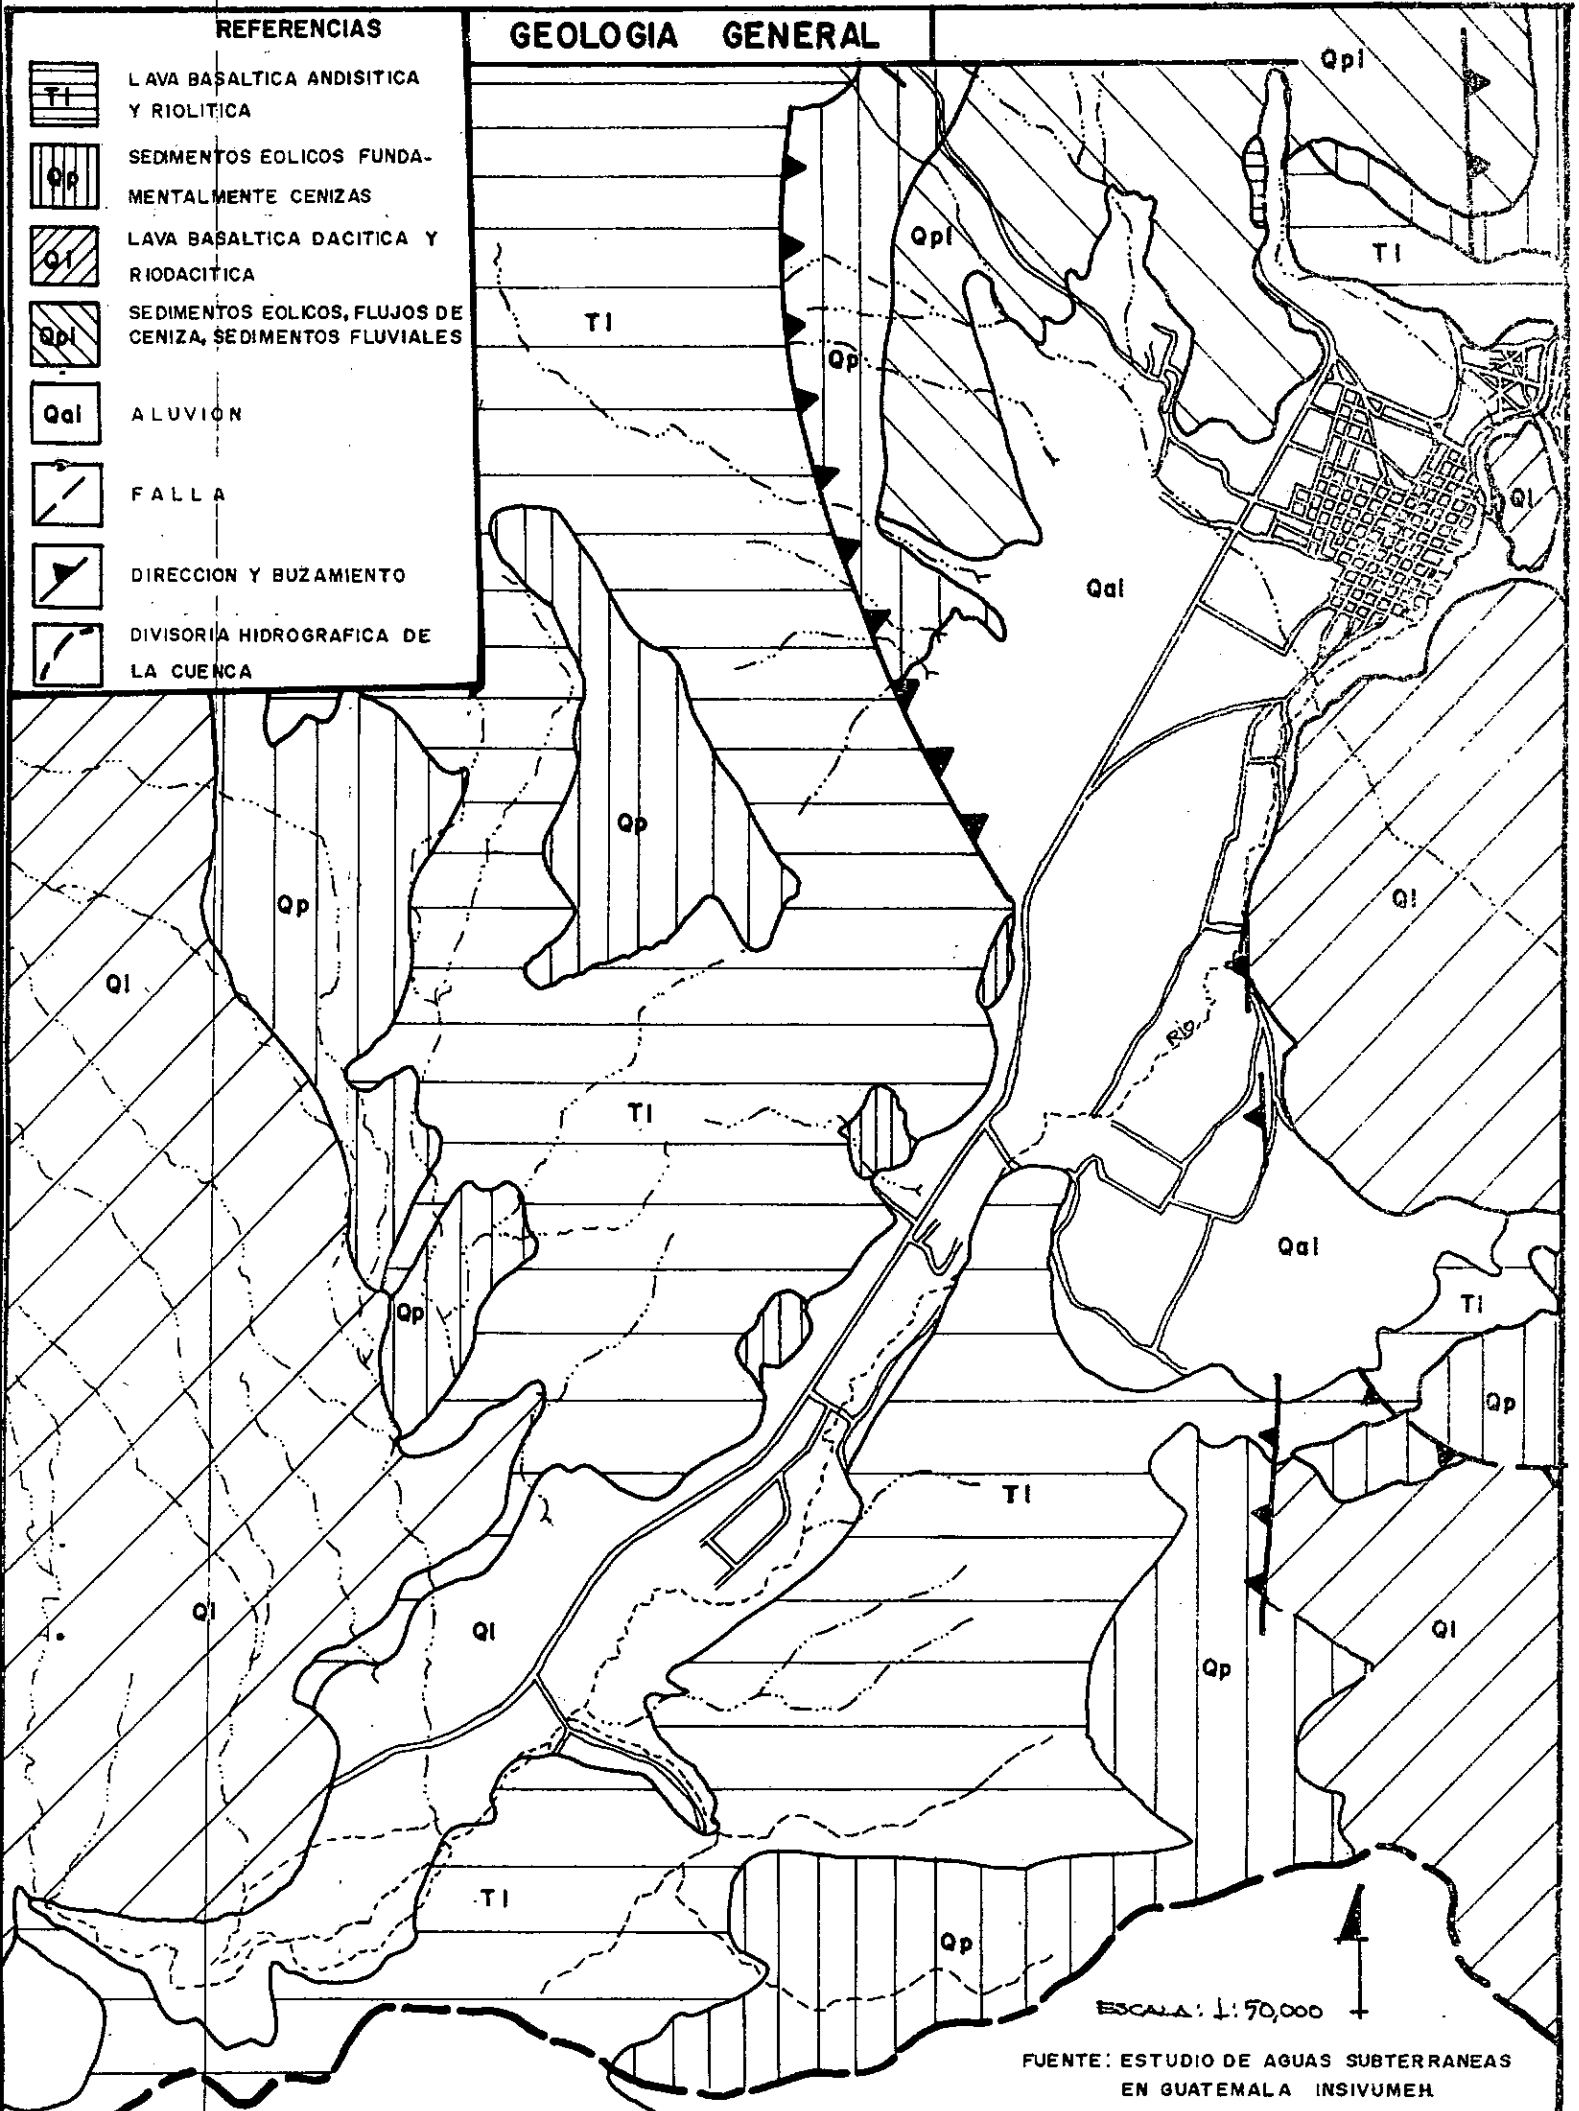 REFERENCIAS
Tl
LAVA BASALTICA ANDISITICA
Y RIOLITICA
Qp
SEDIMENTOS EOLICOS FUNDA-
MENTALMENTE CENIZAS
Ql
LAVA BASALTICA DACITICA Y
RIODACITICA
Qpl
SEDIMENTOS EOLICOS, FLUJOS DE
CENIZA, SEDIMENTOS FLUVIALES
Qal
ALUVION
FALLA
DIRECCION Y BUZAMIENTO
DIVISORIA HIDROGRAFICA DE
LA CUENCA
GEOLOGIA GENERAL
Qpl
Qpl
Tl
Tl
Qp
Ql
Qal
Qp
Ql
Qp
Ql
Río
Tl
Qal
Tl
Qp
Qp
Tl
Ql
Ql
Ql
Qp
Tl
Qp
ESCALA: 1:50,000
FUENTE: ESTUDIO DE AGUAS SUBTERRANEAS
EN GUATEMALA INSIVUMEH